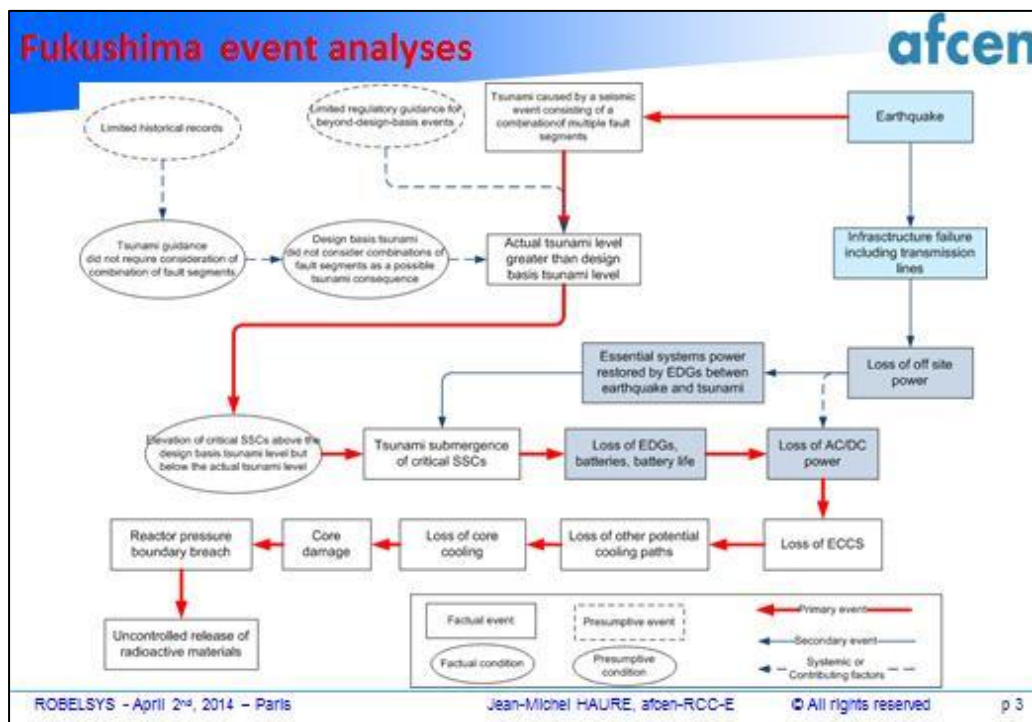 Fukushima event analyses
afcen
Limited historical records
Limited regulatory guidance for
beyond-design-basis events
Tsunami caused by a seismic
event consisting of a
combinationof multiple fault
segments
Earthquake
Tsunami guidance
did not require consideration of
combination of fault segments
Design basis tsunami
did not consider combinations of
fault segments as a possible
tsunami consequence
Actual tsunami level
greater than design
basis tsunami level
Infrasctructure failure
including transmission
lines
Essential systems power
restored by EDGs betwen
earthquake and tsunami
Loss of off site
power
Elevation of critical SSCs above the
design basis tsunami level but
below the actual tsunami level
Tsunami submergence
of critical SSCs
Loss of EDGs,
batteries, battery life
Loss of AC/DC
power
Reactor pressure
boundary breach
Core
damage
Loss of core
cooling
Loss of other potential
cooling paths
Loss of ECCS
Uncontrolled release of
radioactive materials
Factual event
Presumptive event
Primary event
Secondary event
Factual condition
Presumptive
condition
Systemic or
Contributing factors
ROBELSYS - April 2nd, 2014 – Paris
Jean-Michel HAURE, afcen-RCC-E
© All rights reserved
p 3